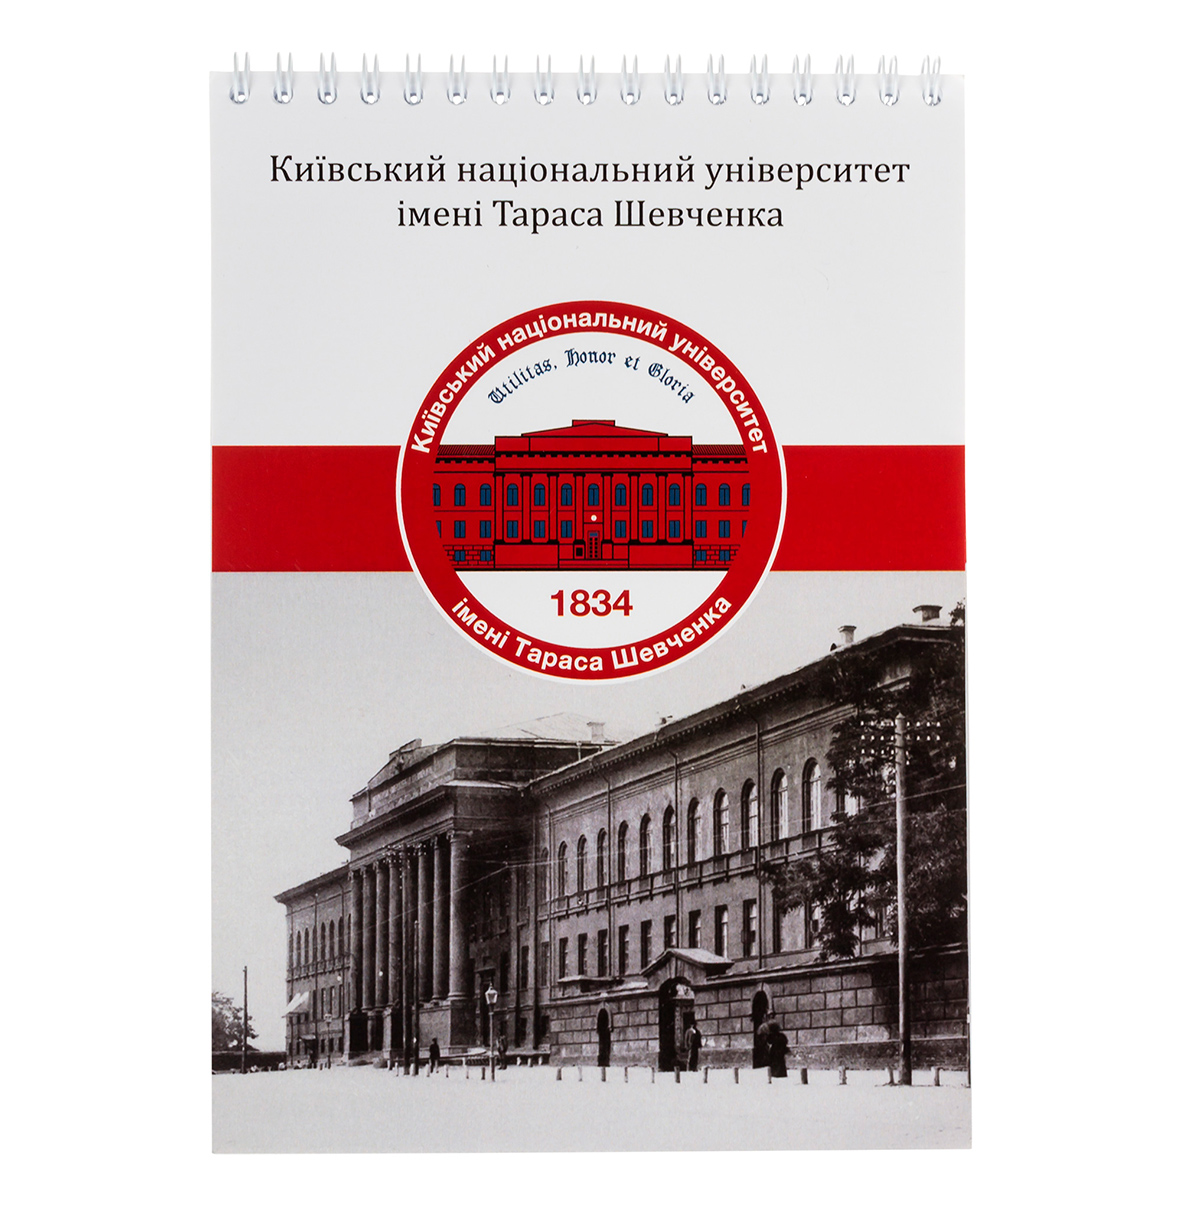 Київський національний університет
імені Тараса Шевченка
Київський національний університет
Utilitas, Honor et Gloria
1834
імені Тараса Шевченка